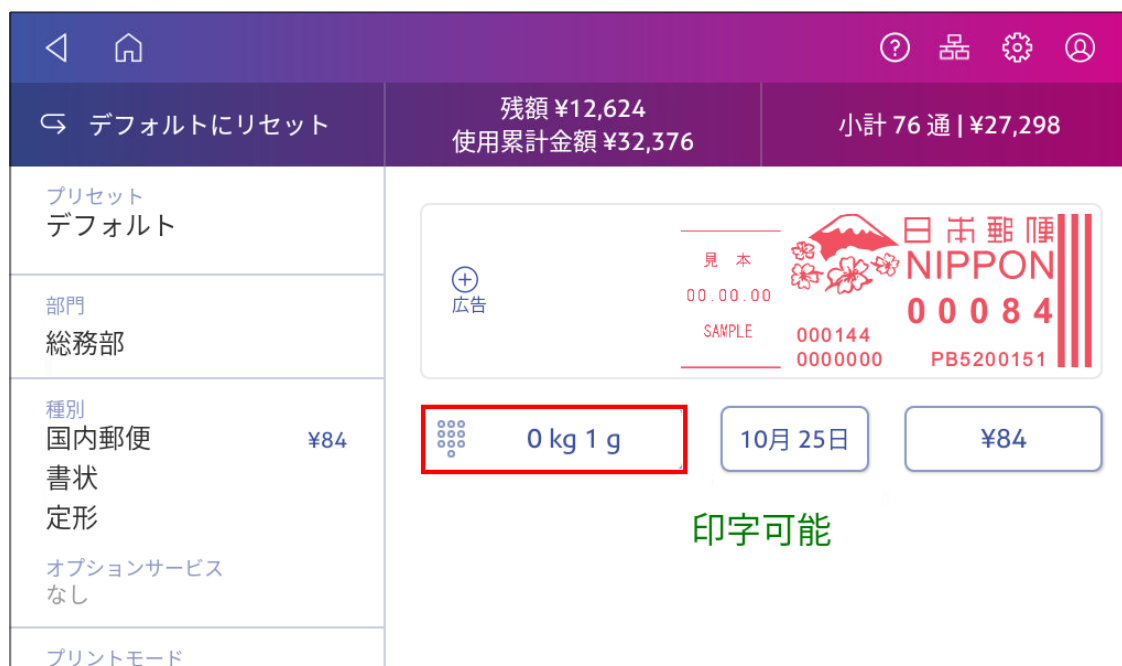 デフォルトにリセット
残額 ¥12,624
使用累計金額 ¥32,376
小計 76 通 | ¥27,298
プリセット
デフォルト
部門
総務部
種別
国内郵便 ¥84
書状
定形
オプションサービス
なし
プリントモード
広告
見 本
00.00.00
SAMPLE
日本郵便
NIPPON
00084
000144
0000000 PB5200151
0 kg 1 g
10月 25日
¥84
印字可能